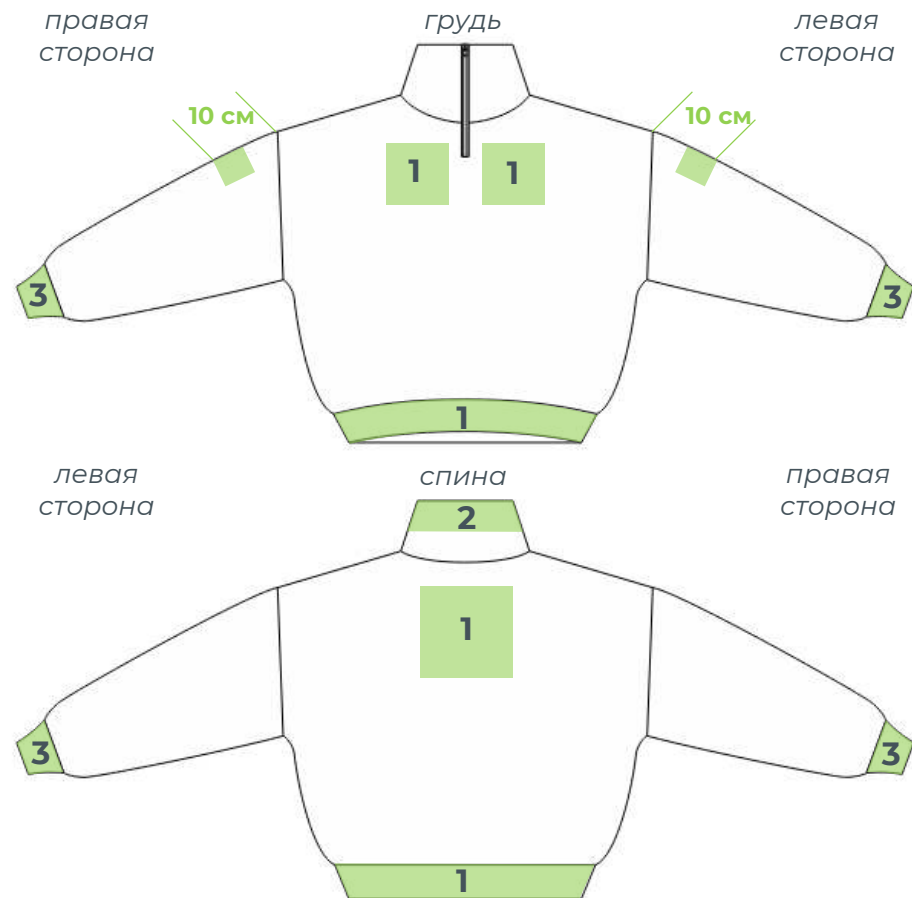 правая
сторона
грудь
левая
сторона
10 см
10 см
1
1
3
3
1
левая
сторона
спина
правая
сторона
2
1
3
3
1